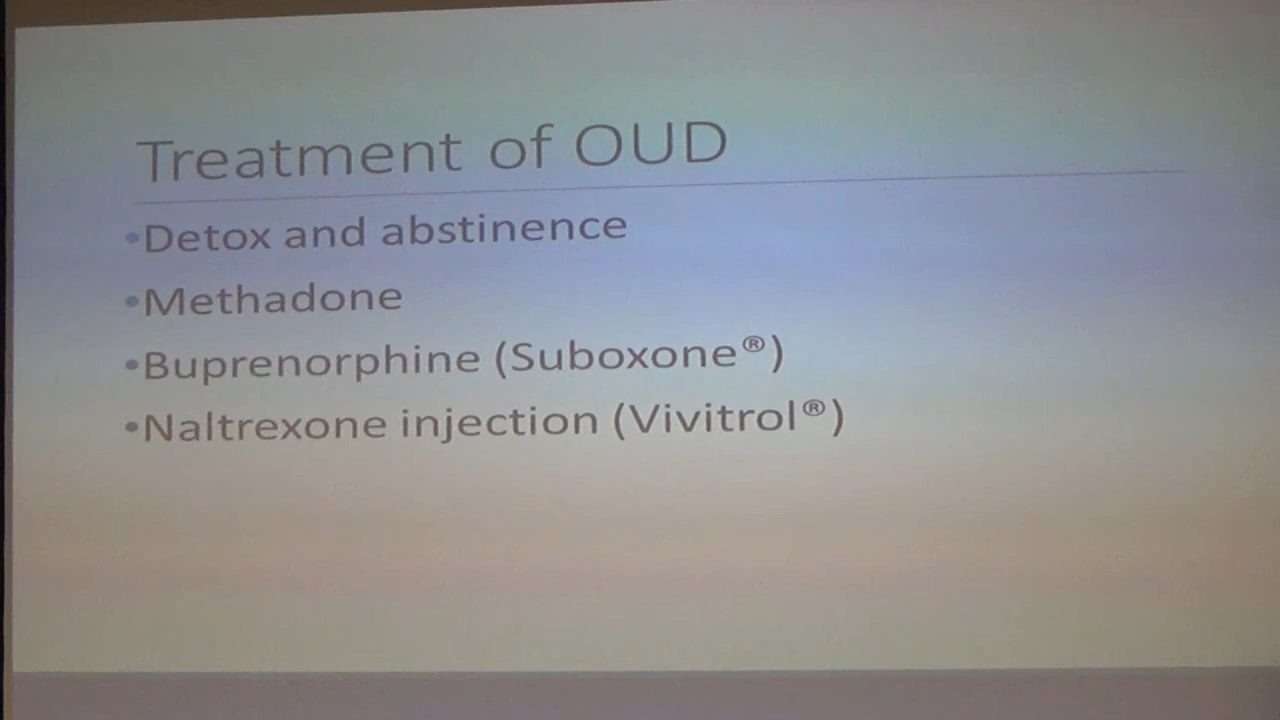 Treatment of OUD
•Detox and abstinence
•Methadone
•Buprenorphine (Suboxone®)
•Naltrexone injection (Vivitrol®)